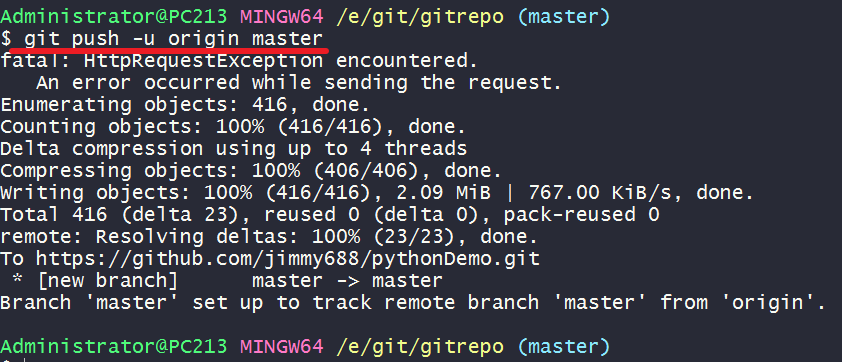 Administrator@PC213 MINGW64 /e/git/gitrepo (master)
$ git push -u origin master
fatal: HttpRequestException encountered.
   An error occurred while sending the request.
Enumerating objects: 416, done.
Counting objects: 100% (416/416), done.
Delta compression using up to 4 threads
Compressing objects: 100% (406/406), done.
Writing objects: 100% (416/416), 2.09 MiB | 767.00 KiB/s, done.
Total 416 (delta 23), reused 0 (delta 0), pack-reused 0
remote: Resolving deltas: 100% (23/23), done.
To https://github.com/jimmy688/pythonDemo.git
 * [new branch]      master -> master
Branch 'master' set up to track remote branch 'master' from 'origin'.

Administrator@PC213 MINGW64 /e/git/gitrepo (master)
$